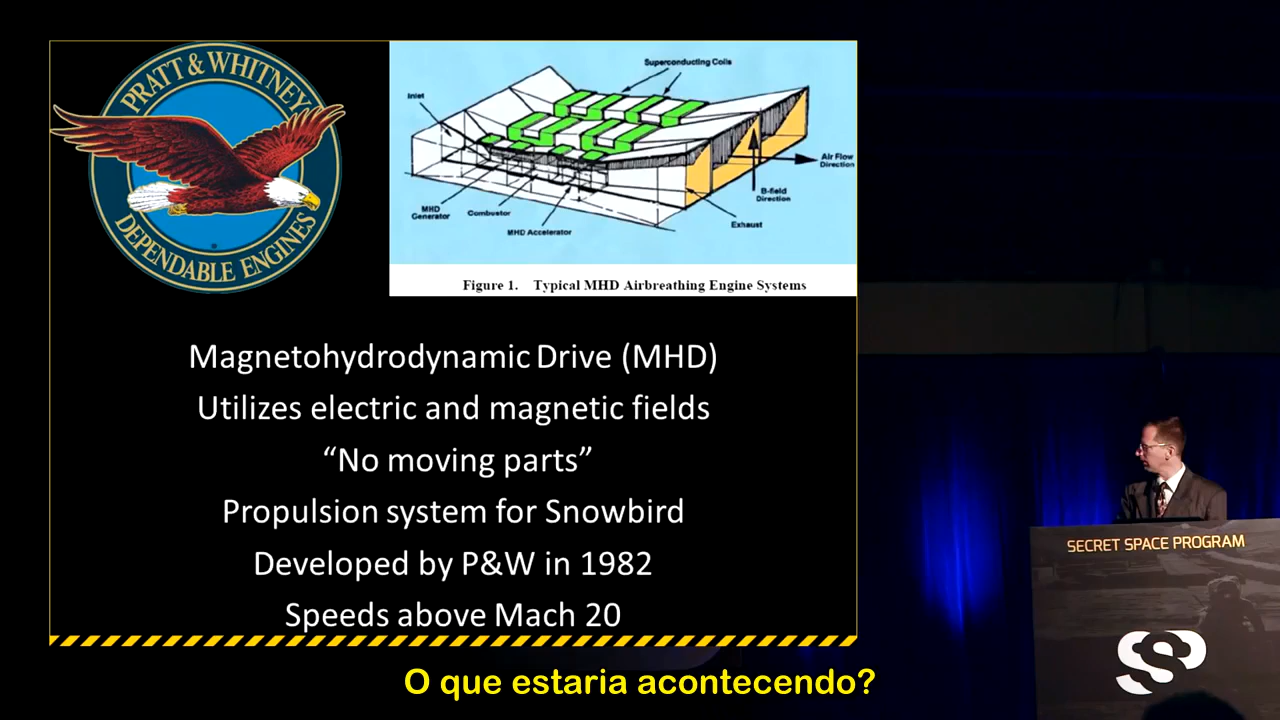 PRATT & WHITNEY
DEPENDABLE ENGINES
Superconducting Coils
Inlet
Air Flow
Direction
B-field
Direction
MHD
Generator
Combustor
MHD Accelerator
Exhaust
Figure 1. Typical MHD Airbreathing Engine Systems
Magnetohydrodynamic Drive (MHD)
Utilizes electric and magnetic fields
“No moving parts”
Propulsion system for Snowbird
Developed by P&W in 1982
Speeds above Mach 20
SECRET SPACE PROGRAM
SSP
O que estaria acontecendo?